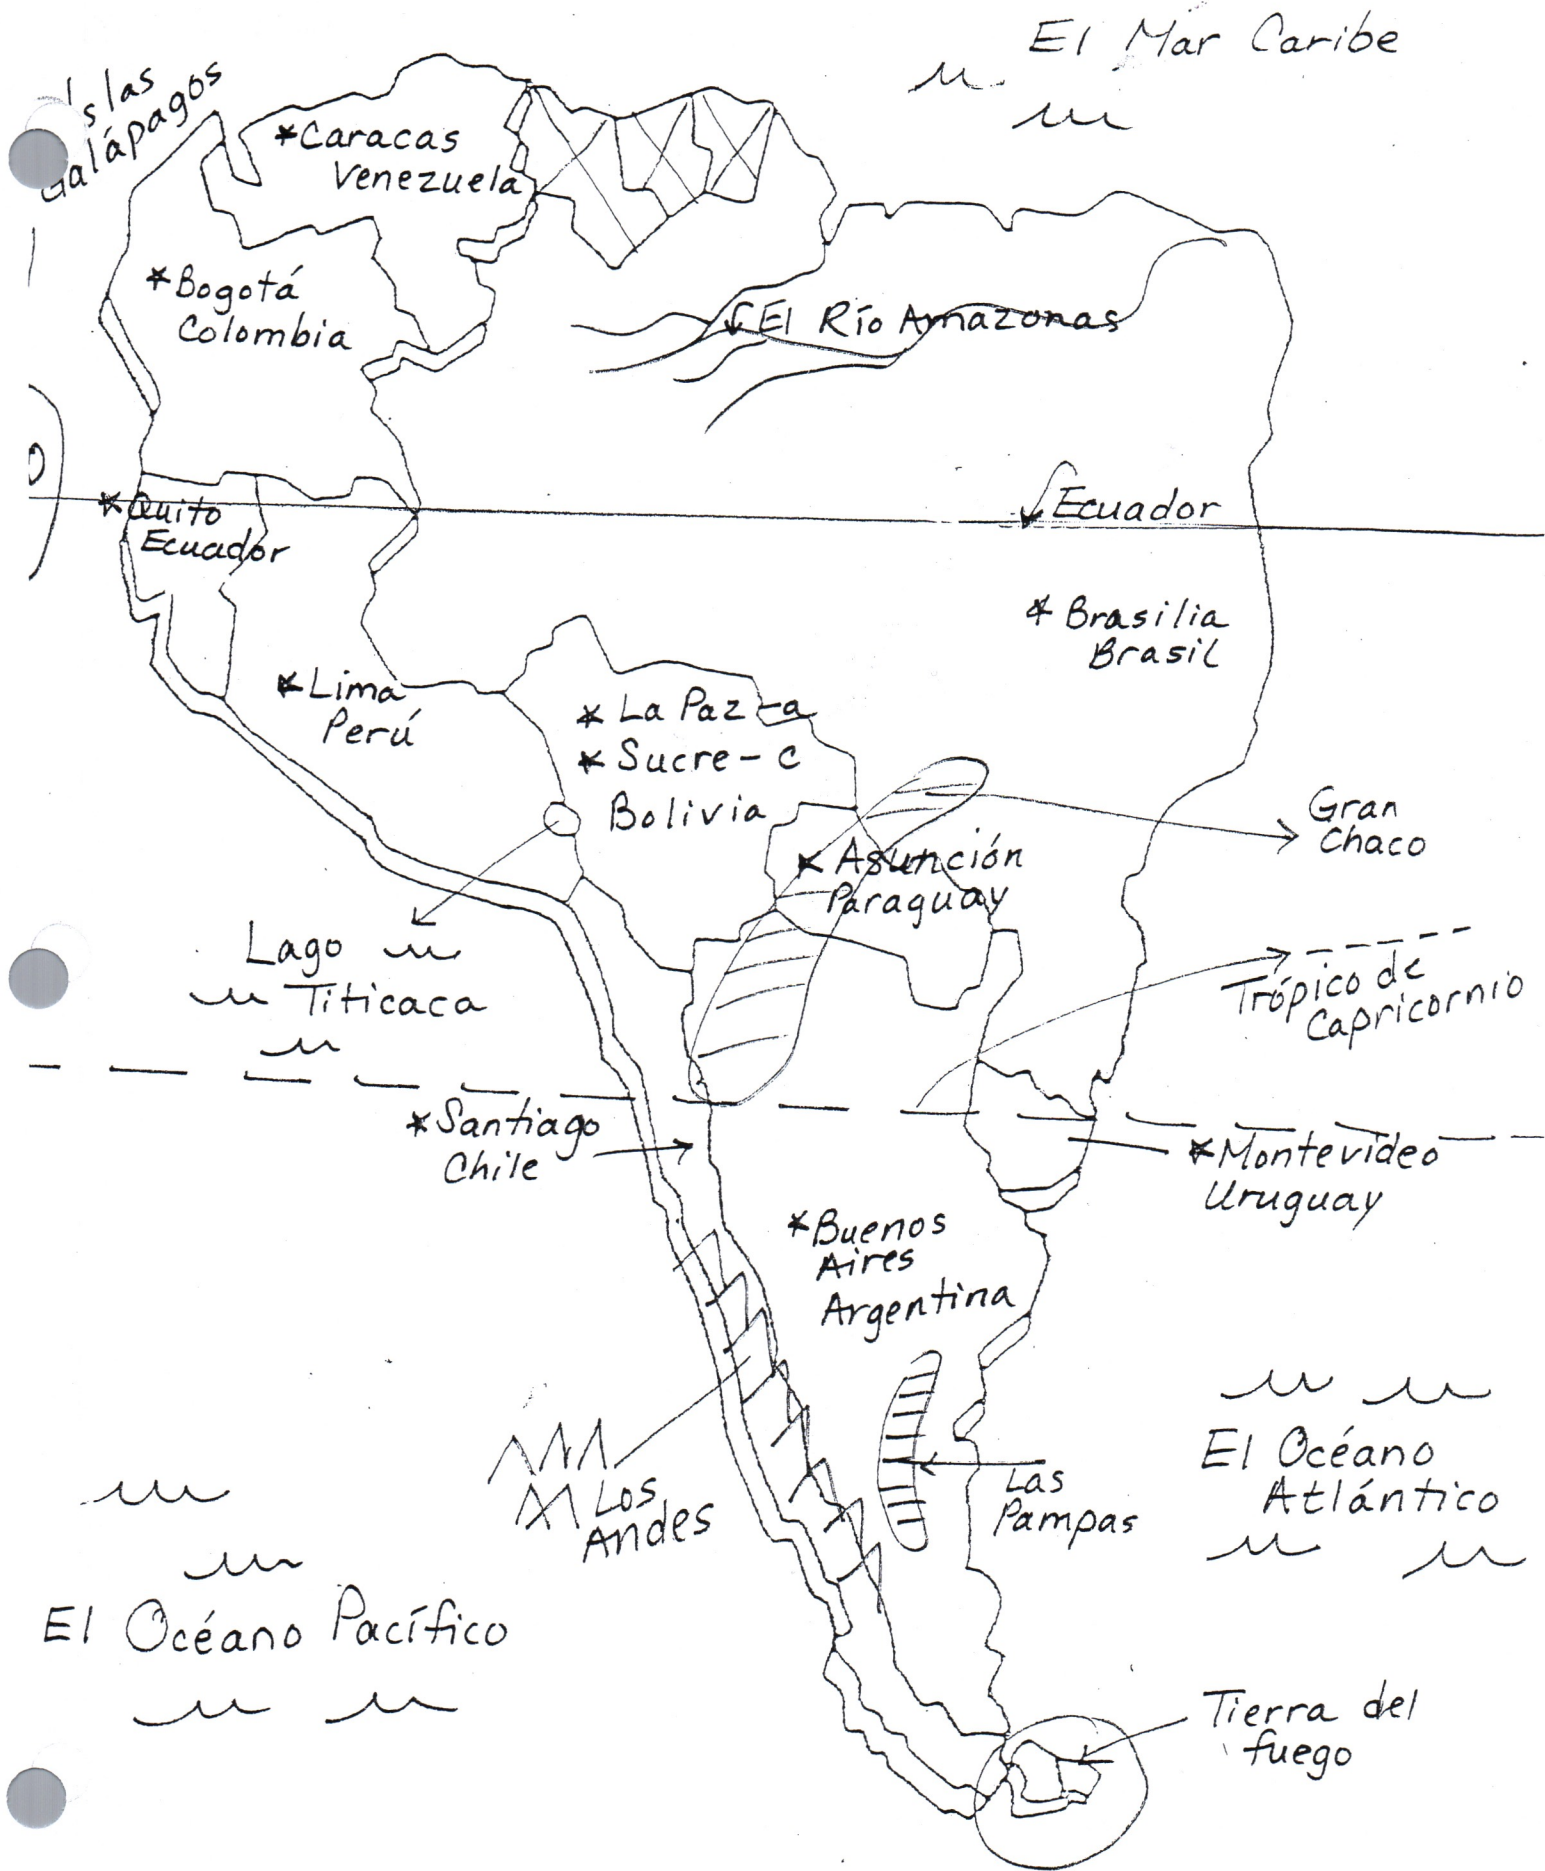 El Mar Caribe
Islas
Galápagos
*Caracas
Venezuela
*Bogotá
Colombia
El Río Amazonas
*Quito
Ecuador
Ecuador
*Brasilia
Brasil
*Lima
Perú
*La Paz-a
*Sucre-c
Bolivia
Gran
Chaco
*Asunción
Paraguay
Lago
Titicaca
Trópico de
Capricornio
*Santiago
Chile
*Montevideo
Uruguay
*Buenos
Aires
Argentina
Los
Andes
Las
Pampas
El Océano
Atlántico
El Océano Pacífico
Tierra del
fuego